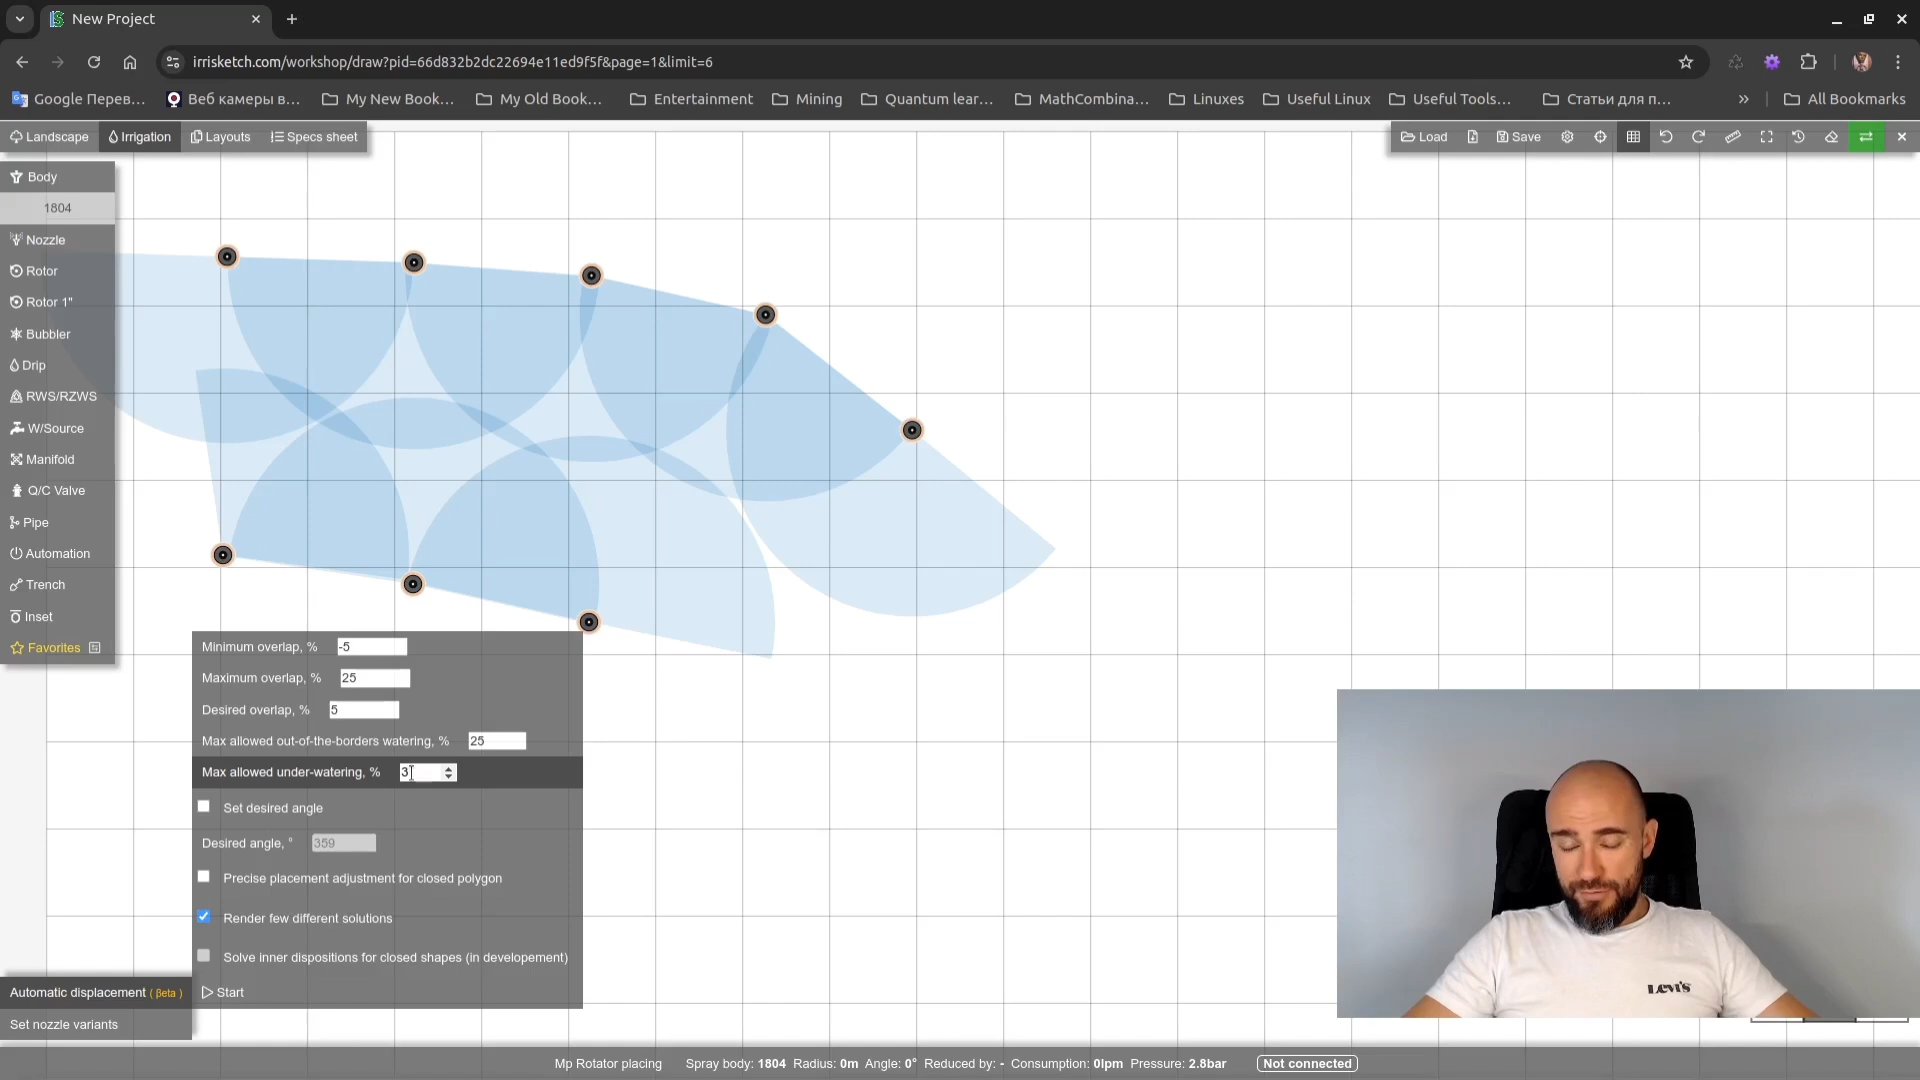 New Project
irrisketch.com/workshop/draw?pid=66d832b2dc22694e11ed9f5f&page=1&limit=6
Google Перев...
Веб камеры в...
My New Book...
My Old Book...
Entertainment
Mining
Quantum lear...
MathCombina...
Linuxes
Useful Linux
Useful Tools...
Статьи для п...
»
All Bookmarks
Landscape
Irrigation
Layouts
Specs sheet
Load
Save
Body
1804
Nozzle
Rotor
Rotor 1"
Bubbler
Drip
RWS/RZWS
W/Source
Manifold
Q/C Valve
Pipe
Automation
Trench
Inset
Favorites
Minimum overlap, % -5
Maximum overlap, % 25
Desired overlap, % 5
Max allowed out-of-the-borders watering, % 25
Max allowed under-watering, % 3
Set desired angle
Desired angle, ° 359
Precise placement adjustment for closed polygon
Render few different solutions
Solve inner dispositions for closed shapes (in developement)
Start
Automatic displacement (βeta)
Set nozzle variants
Levi's
Mp Rotator placing Spray body: 1804 Radius: 0m Angle: 0° Reduced by: - Consumption: 0lpm Pressure: 2.8bar Not connected